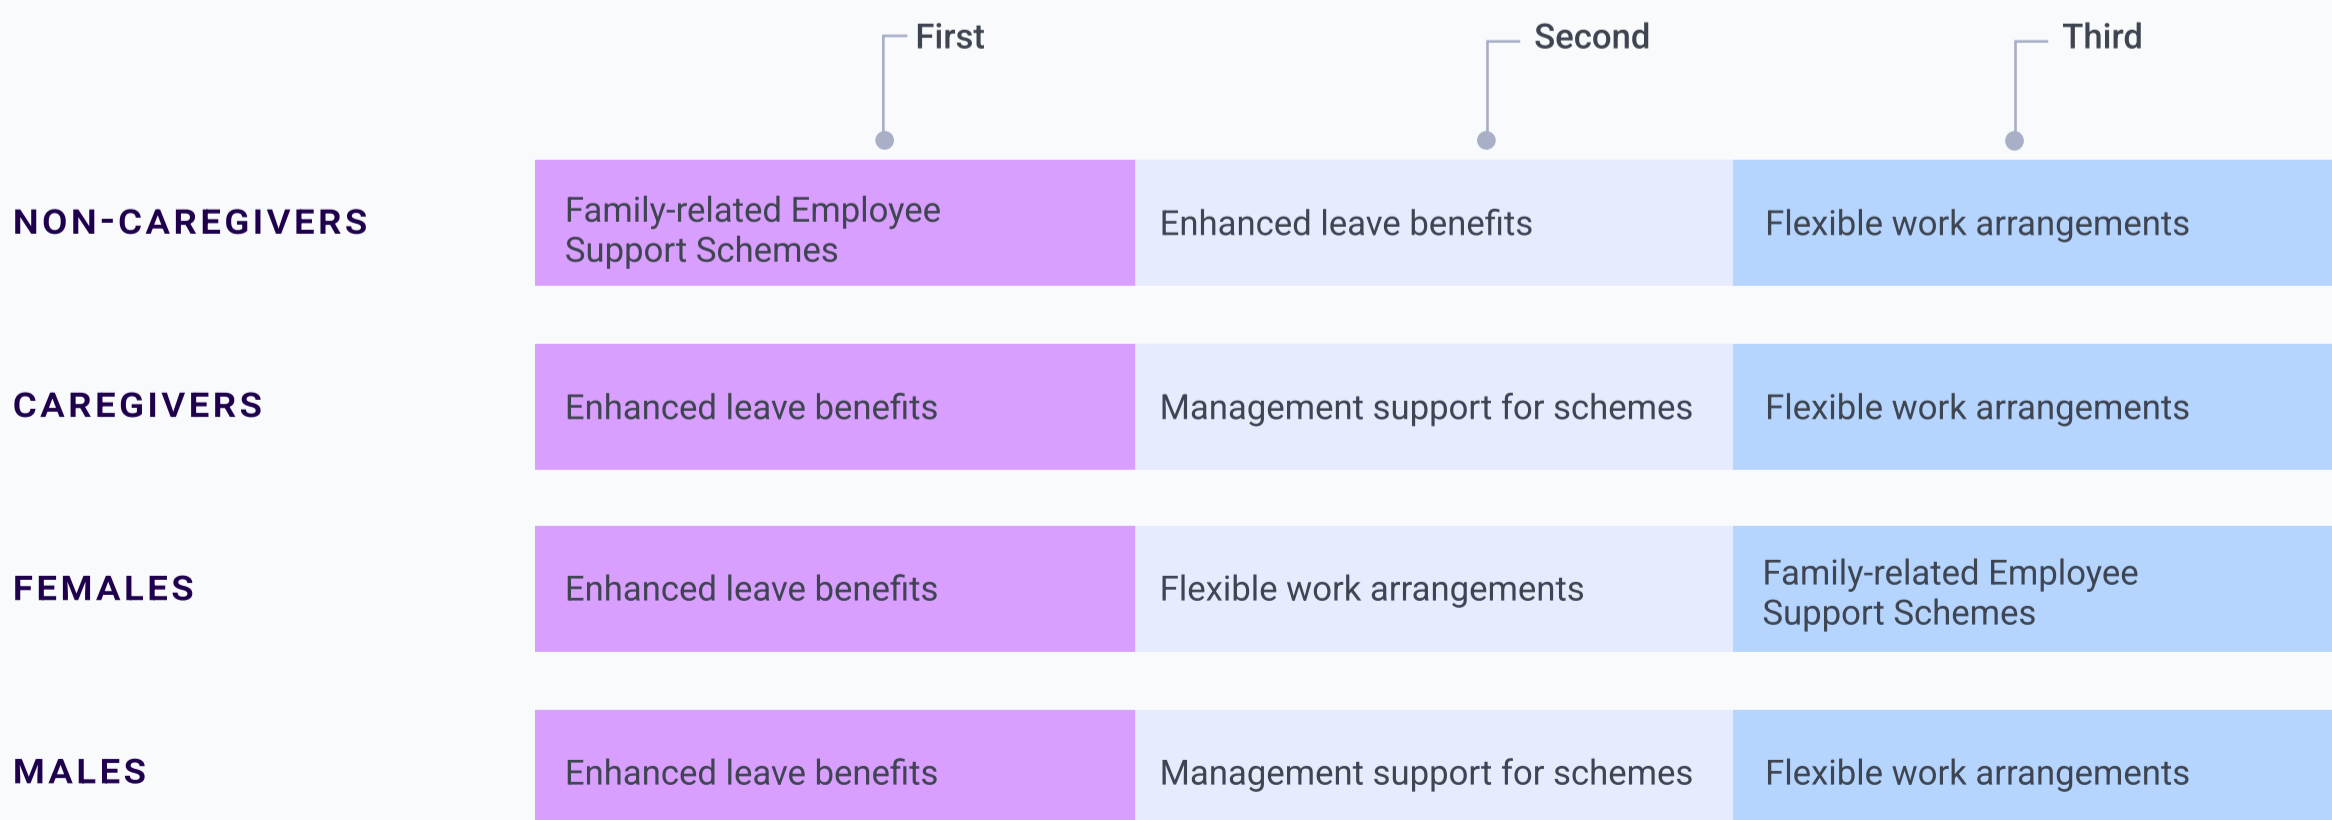 First
Second
Third
NON-CAREGIVERS
Family-related Employee
Support Schemes
Enhanced leave benefits
Flexible work arrangements
CAREGIVERS
Enhanced leave benefits
Management support for schemes
Flexible work arrangements
FEMALES
Enhanced leave benefits
Flexible work arrangements
Family-related Employee
Support Schemes
MALES
Enhanced leave benefits
Management support for schemes
Flexible work arrangements